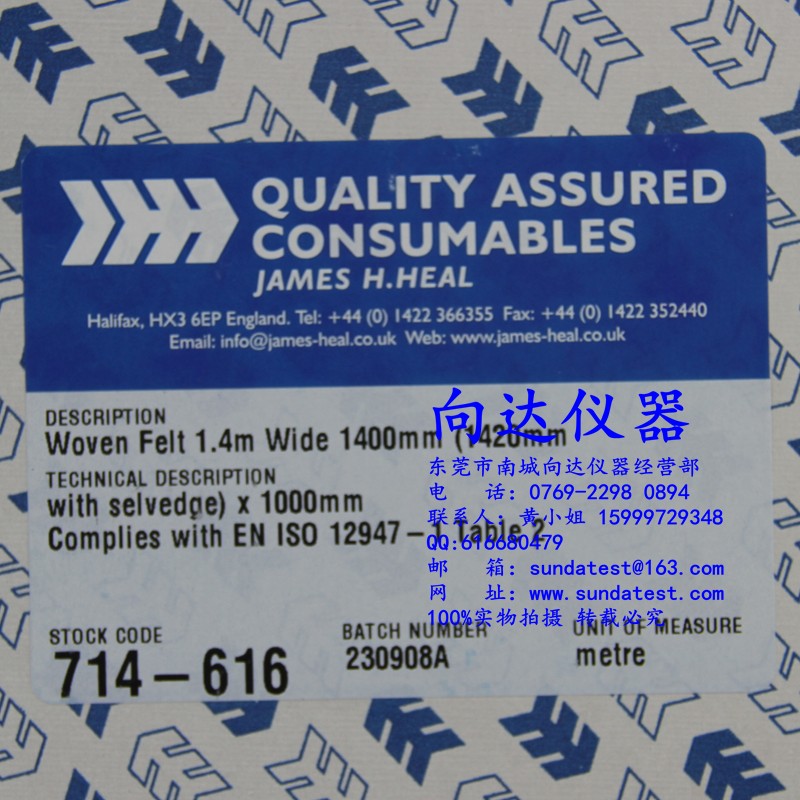 QUALITY ASSURED
CONSUMABLES
JAMES H.HEAL
Halifax, HX3 6EP England. Tel: +44 (0) 1422 366355 Fax: +44 (0) 1422 352440
Email: info@james-heal.co.uk Web: www.james-heal.co.uk
DESCRIPTION
Woven Felt 1.4m Wide 1400mm (1420mm
TECHNICAL DESCRIPTION
with selvedge) x 1000mm
Complies with EN ISO 12947-1 Table 2
STOCK CODE
714-616
BATCH NUMBER
230908A
UNIT OF MEASURE
metre
向达仪器
东莞市南城向达仪器经营部
电 话：0769-2298 0894
联系人：黄小姐 15999729348
QQ:616680479
邮 箱：sundatest@163.com
网 址：www.sundatest.com
100%实物拍摄 转载必究